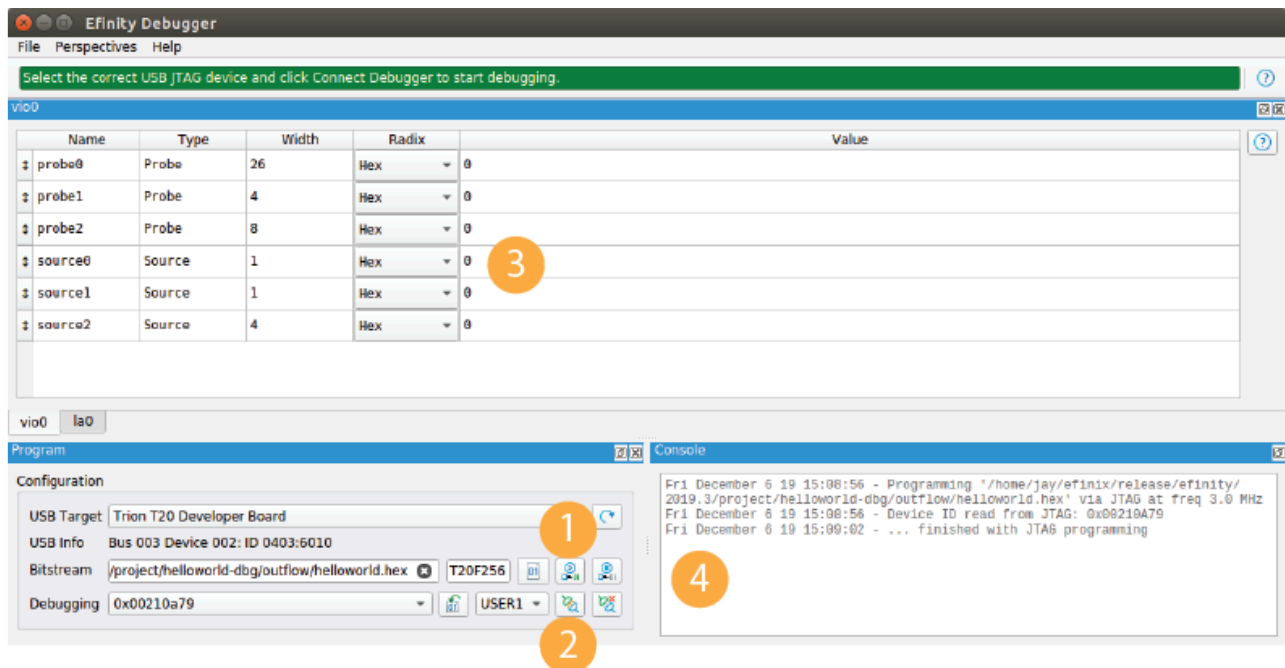 Efinity Debugger
File Perspectives Help
Select the correct USB JTAG device and click Connect Debugger to start debugging.
vio0
Name Type Width Radix Value
probe0 Probe 26 Hex 0
probe1 Probe 4 Hex 0
probe2 Probe 8 Hex 0
source0 Source 1 Hex 0
3
source1 Source 1 Hex 0
source2 Source 4 Hex 0
vio0 la0
Program
Configuration
USB Target Trion T20 Developer Board
1
USB Info Bus 003 Device 002: ID 0403:6010
Bitstream /project/helloworld-dbg/outflow/helloworld.hex T20F256
Debugging 0x00210a79 USER1
2
Console
Fri December 6 19 15:08:56 - Programming '/home/jay/efinix/release/efinity/
2019.3/project/helloworld-dbg/outflow/helloworld.hex' via JTAG at freq 3.0 MHz
Fri December 6 19 15:08:56 - Device ID read from JTAG: 0x00210A79
Fri December 6 19 15:09:02 - ... finished with JTAG programming
4